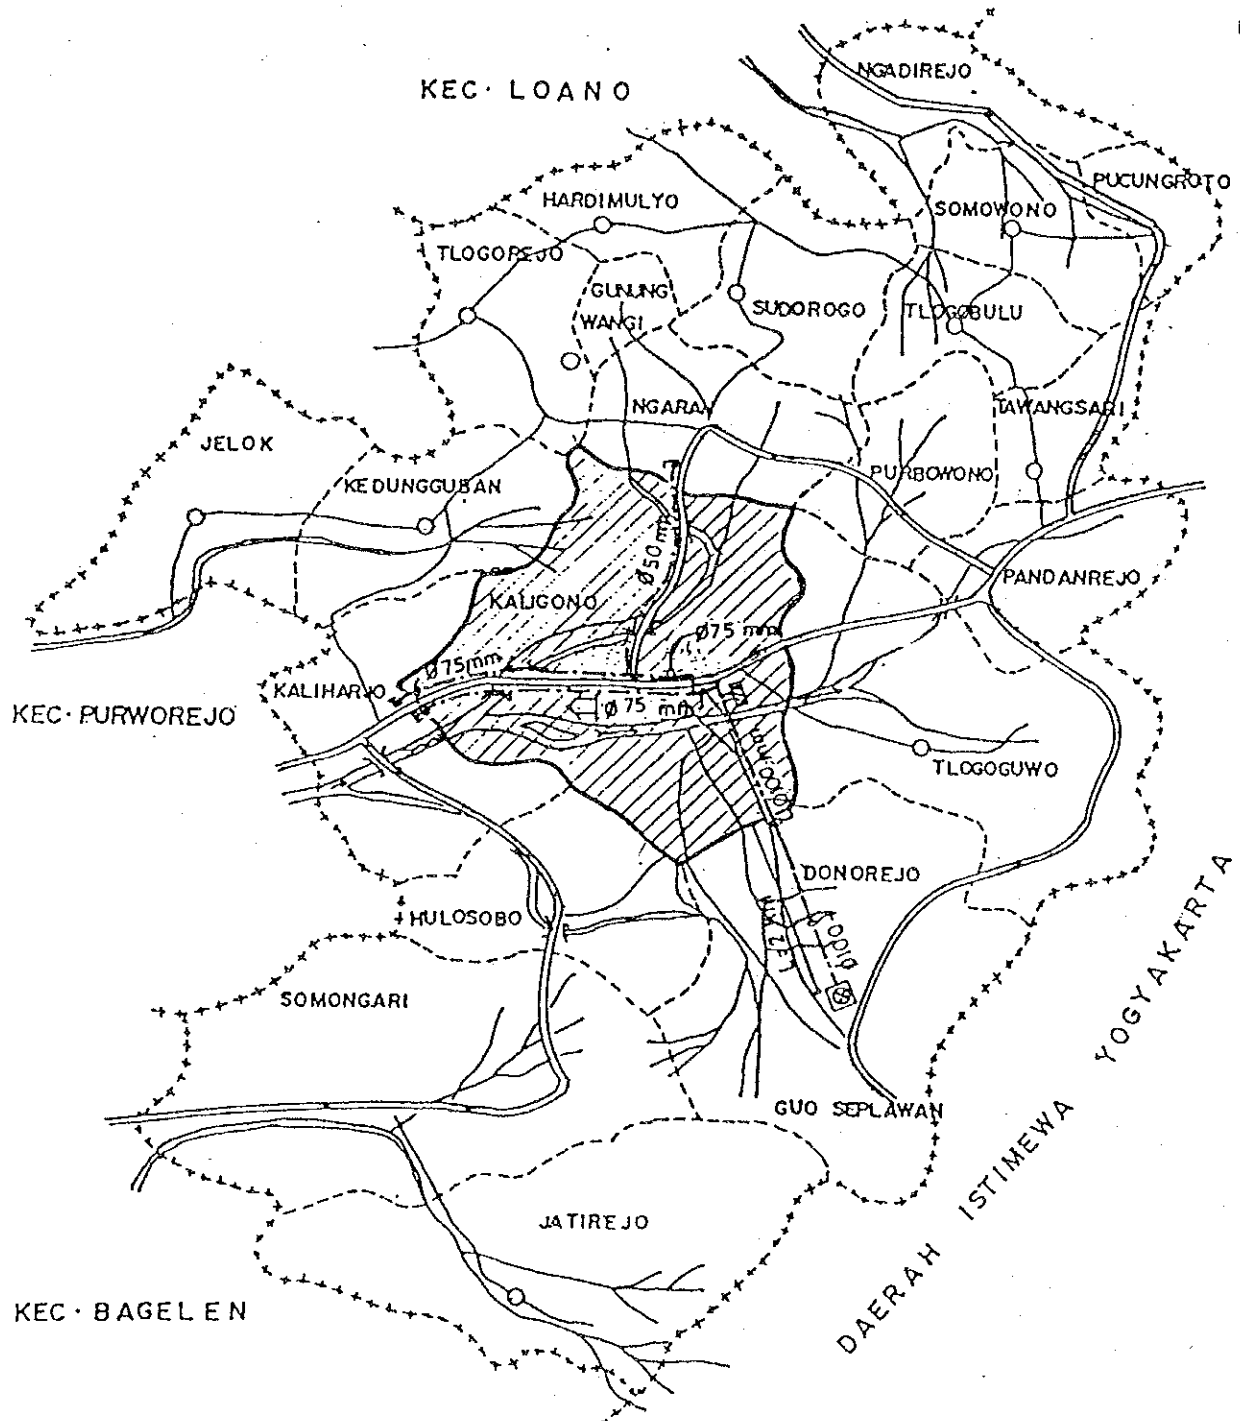 KEC. LOANO
NGADIREJO
PUCUNGROTO
HARDIMULYO
SOMOWONO
TLOGOREJO
GUNUNG
WANGI
SUDOROGO
TLOGOBULU
NGARAN
TAWANGSARI
JELOK
PURBOWONO
KEDUNGGUBAN
Ø50 mm
PANDANREJO
KALIGONO
Ø75 mm
Ø75 mm
KALIHARJO
Ø 75 mm
KEC. PURWOREJO
TLOGOGUWO
DONOREJO
HULOSOBO
SOMONGARI
GUO SEPLAWAN
JATIREJO
KEC. BAGELEN
DAERAH ISTIMEWA YOGYAKARTA